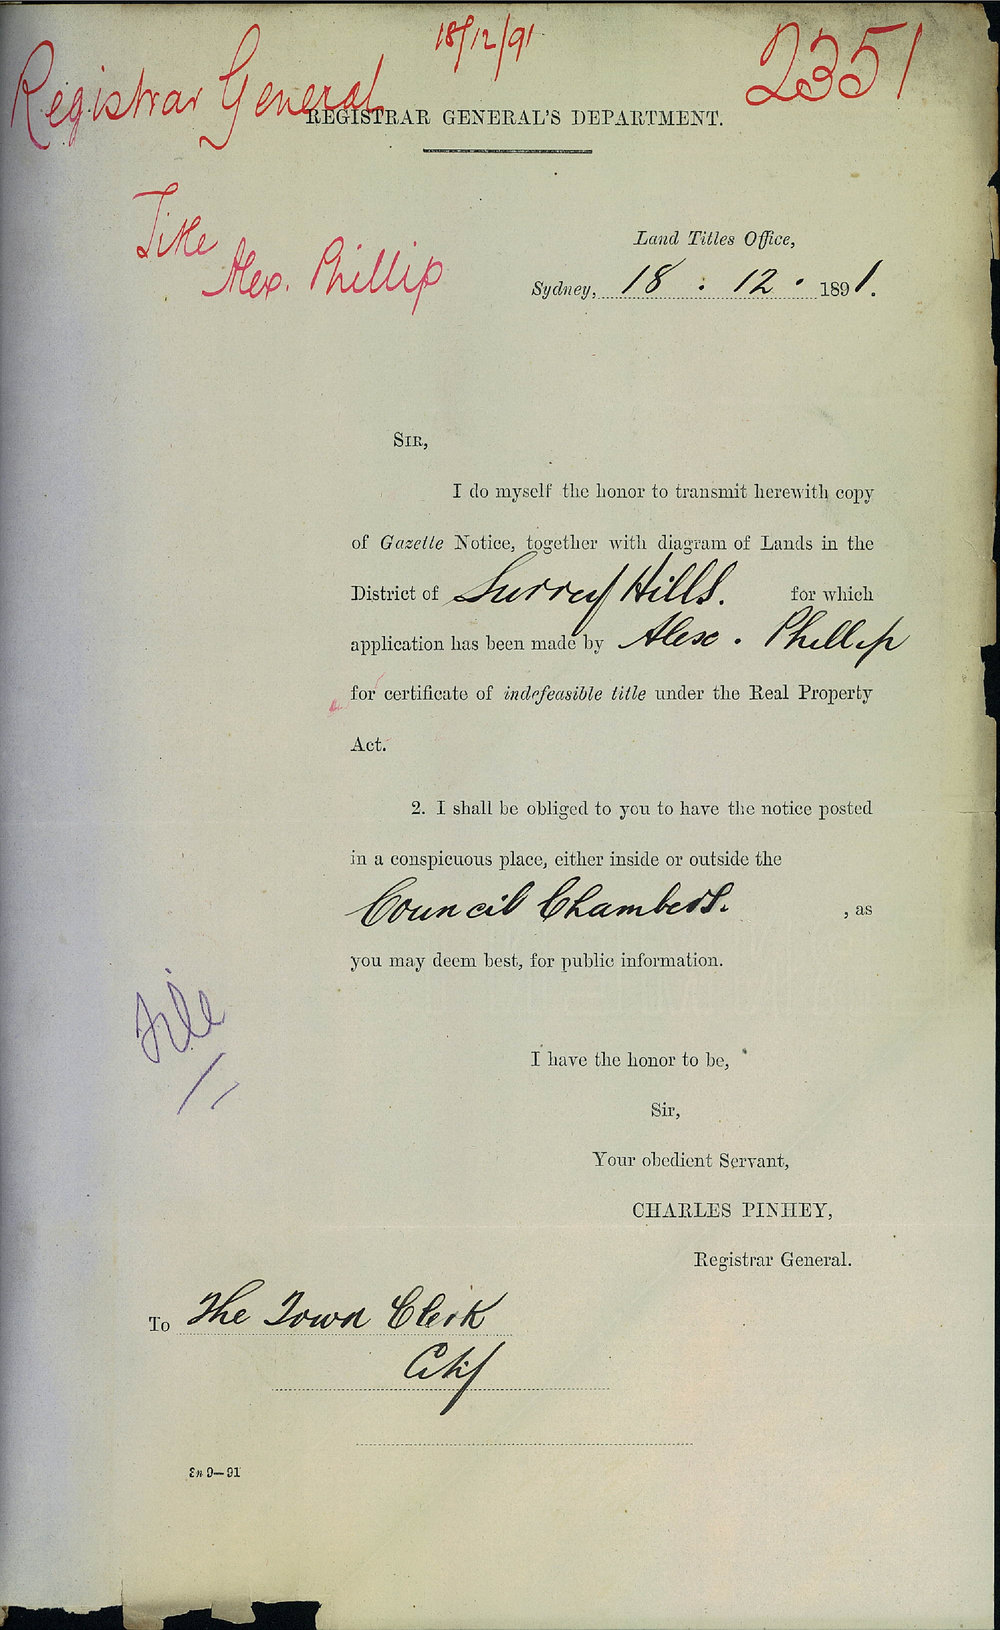 18/12/91
2351
Registrar General
REGISTRAR GENERAL'S DEPARTMENT.
Title
Alex. Phillip
Land Titles Office,
Sydney, 18 . 12 . 1891.
SIR,
I do myself the honor to transmit herewith copy
of Gazette Notice, together with diagram of Lands in the
District of Surrey Hills. for which
application has been made by Alex. Phillip
for certificate of indefeasible title under the Real Property
Act.
2. I shall be obliged to you to have the notice posted
in a conspicuous place, either inside or outside the
Council Chambers. , as
you may deem best, for public information.
File
I have the honor to be,
Sir,
Your obedient Servant,
CHARLES PINHEY,
Registrar General.
To The Town Clerk
City
9—91